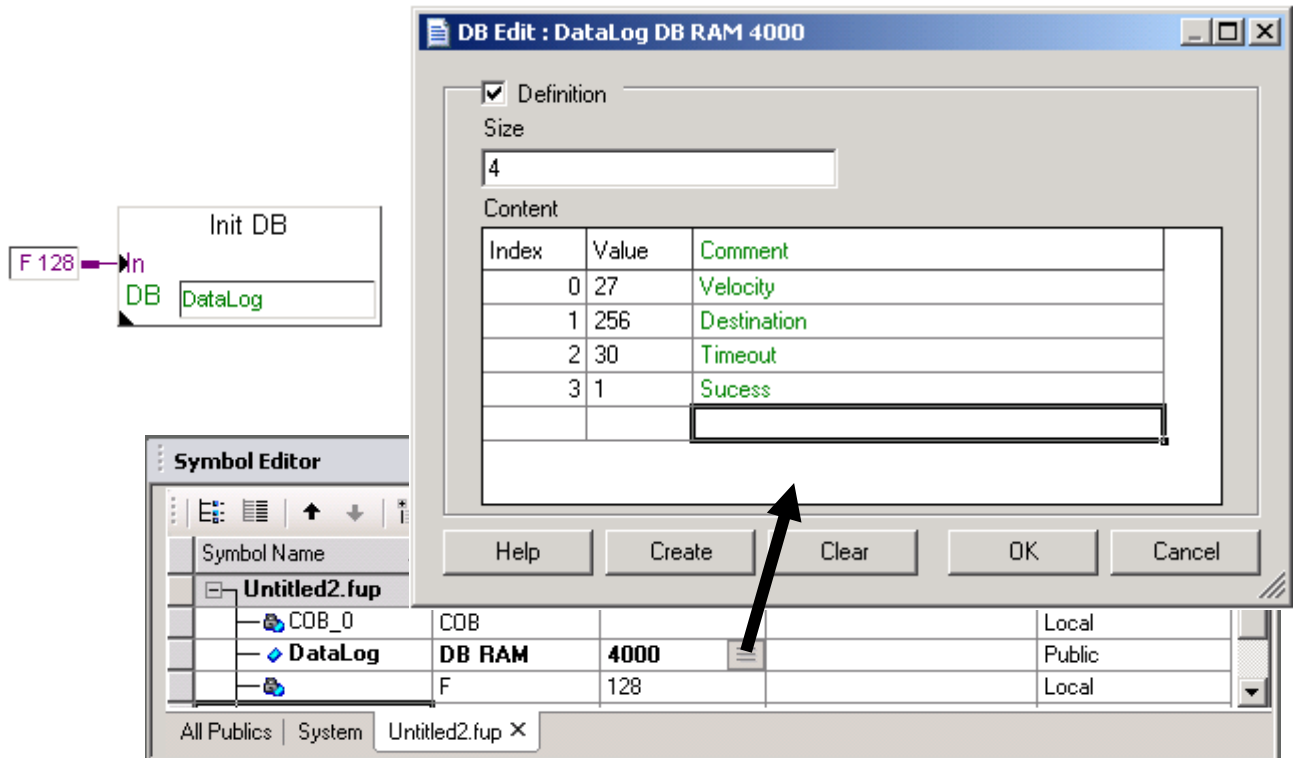 DB Edit : DataLog DB RAM 4000
Definition
Size
4
Content
Index Value Comment
0 27 Velocity
1 256 Destination
2 30 Timeout
3 1 Sucess
Help Create Clear OK Cancel
Init DB
F 128 In
DB DataLog
Symbol Editor
Symbol Name
Untitled2.fup
COB_0 COB Local
DataLog DB RAM 4000 Public
F 128 Local
All Publics System Untitled2.fup